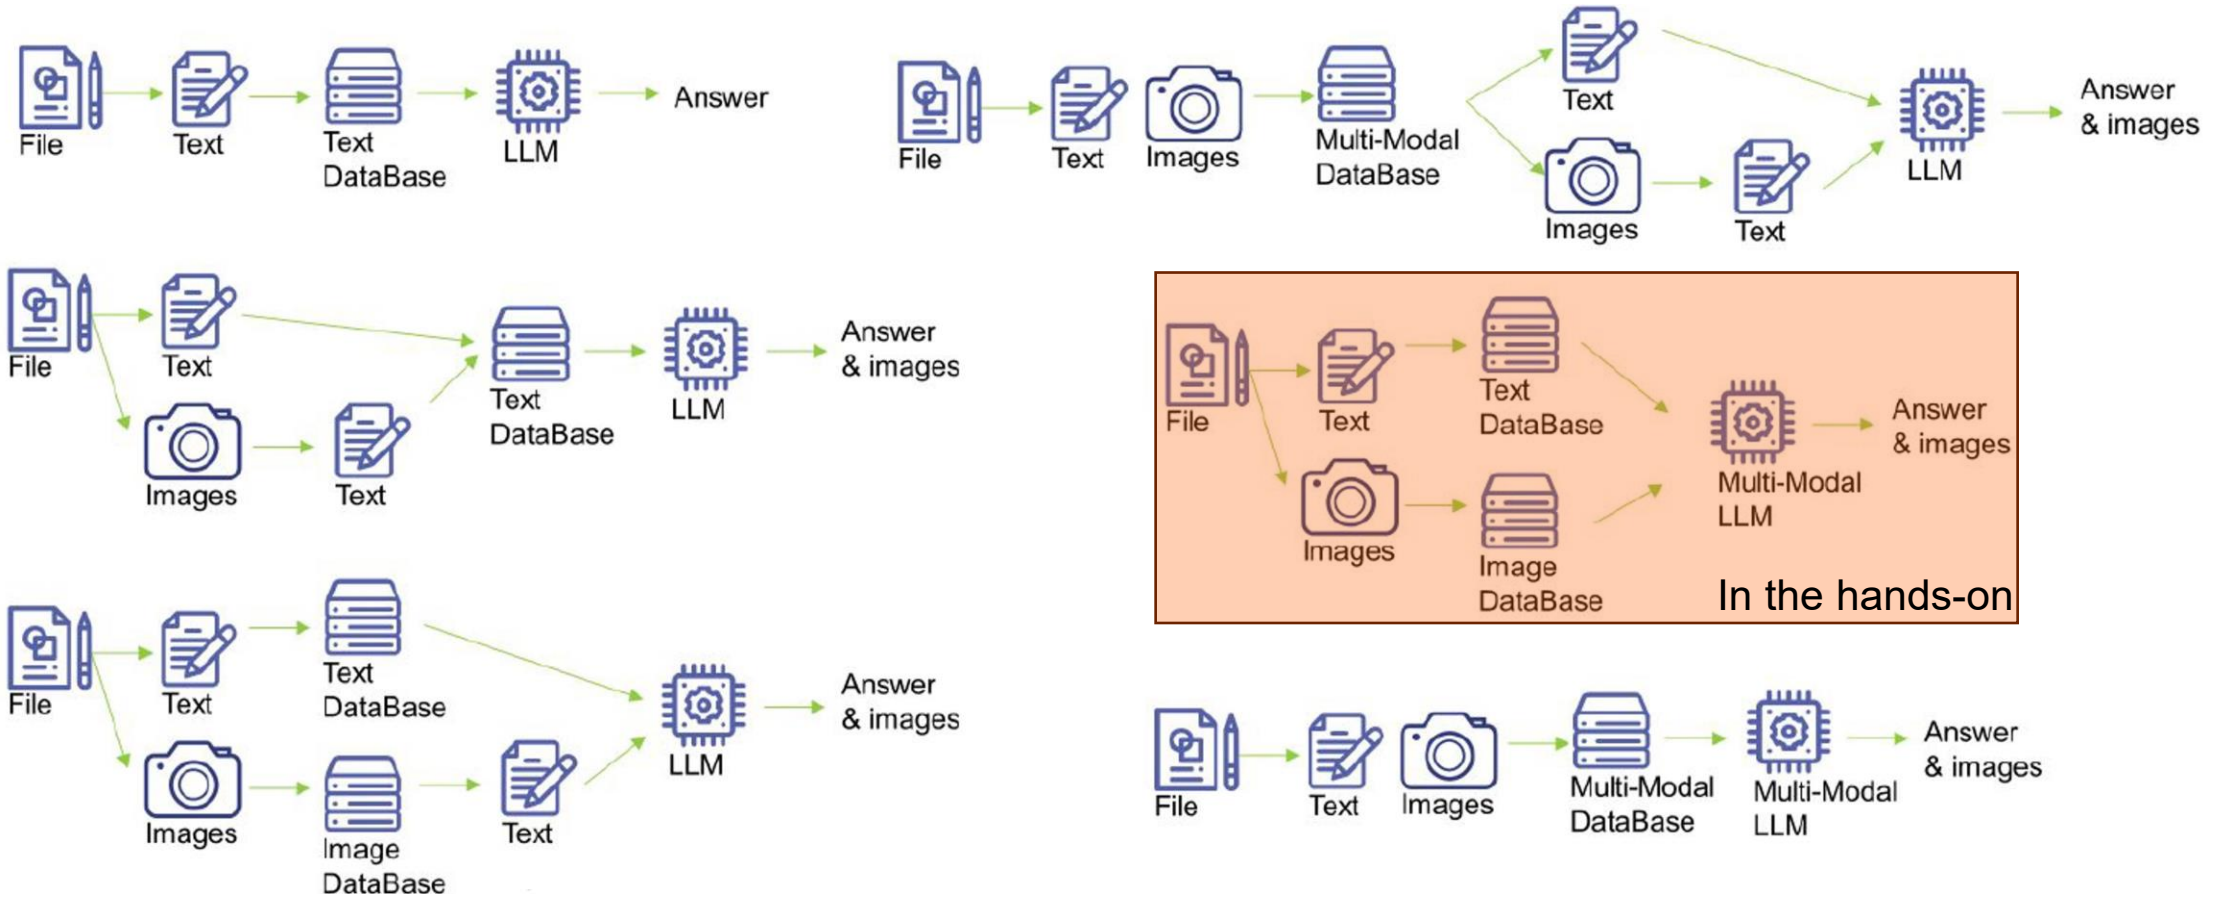 File
Text
Text
DataBase
LLM
Answer
File
Text
Images
Multi-Modal
DataBase
Text
Images
Text
LLM
Answer
& images
File
Text
Images
Text
Text
DataBase
LLM
Answer
& images
File
Text
Images
Text
DataBase
Image
DataBase
Multi-Modal
LLM
Answer
& images
In the hands-on
File
Text
Images
Text
DataBase
Image
DataBase
Text
LLM
Answer
& images
File
Text
Images
Multi-Modal
DataBase
Multi-Modal
LLM
Answer
& images